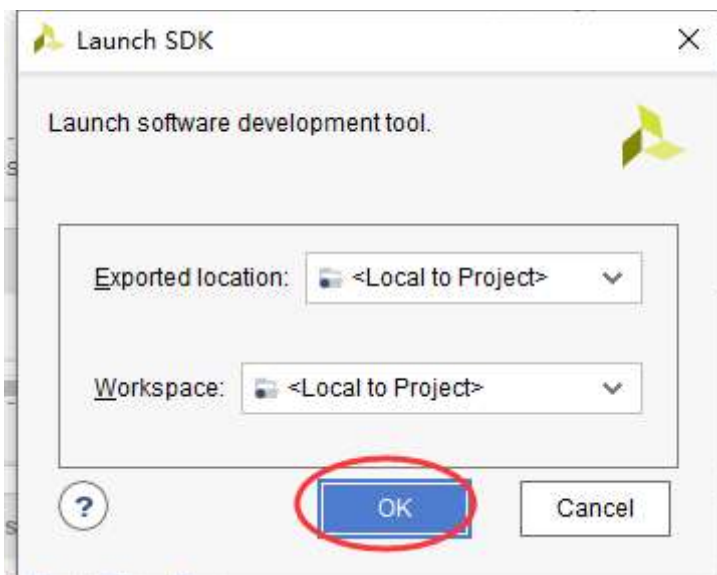 Launch SDK
Launch software development tool.
Exported location: <Local to Project>
Workspace: <Local to Project>
? OK Cancel